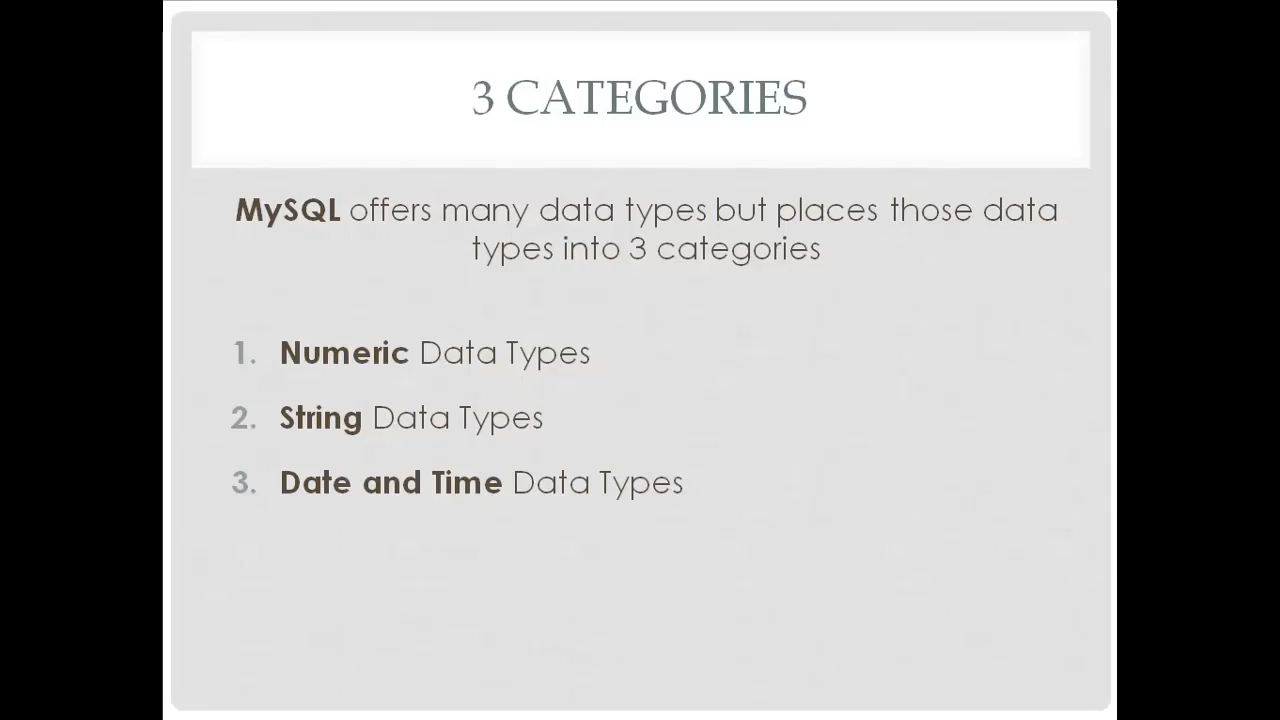 3 CATEGORIES
MySQL offers many data types but places those data
types into 3 categories
1. Numeric Data Types
2. String Data Types
3. Date and Time Data Types